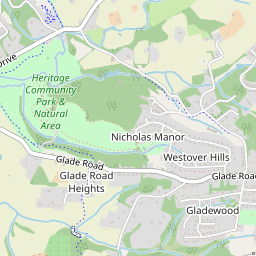 Drive
Heritage
Community
Park &
Natural
Area
Nicholas Manor
Westover Hills
Glade Road
Glade Road
Heights
Glade Road
Gladewood